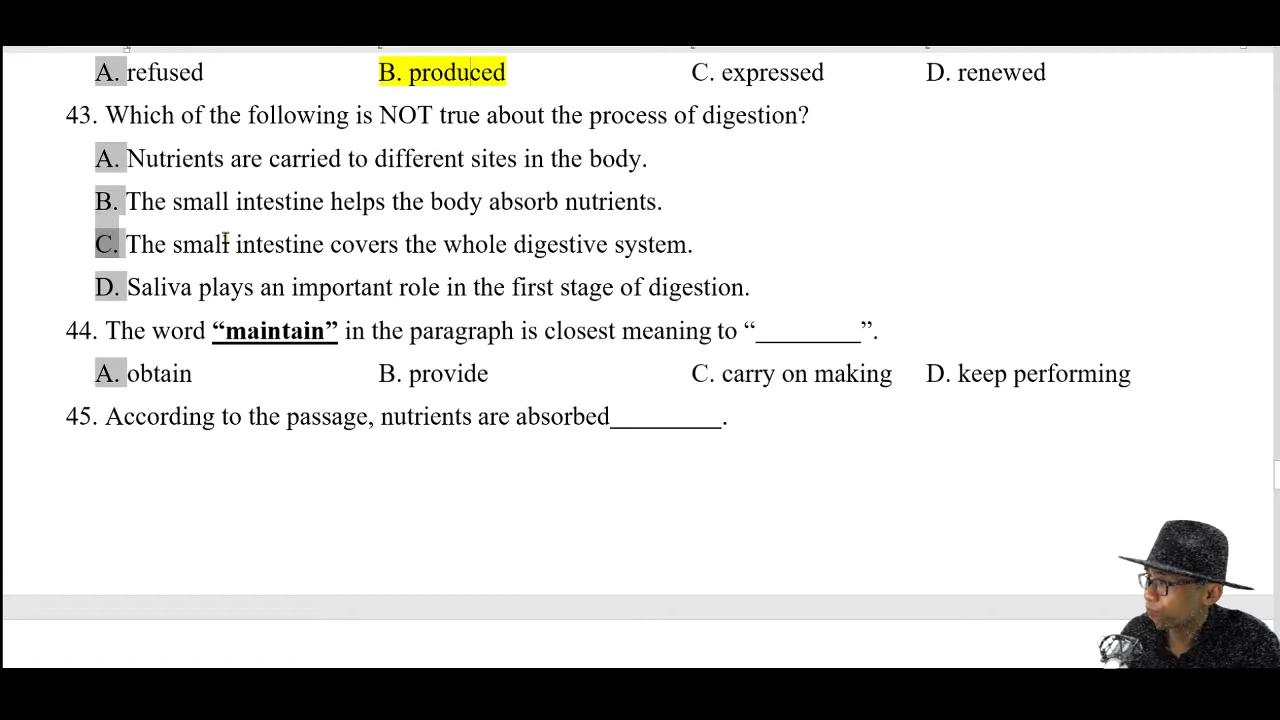 A. refused B. produced C. expressed D. renewed
43. Which of the following is NOT true about the process of digestion?
A. Nutrients are carried to different sites in the body.
B. The small intestine helps the body absorb nutrients.
C. The small intestine covers the whole digestive system.
D. Saliva plays an important role in the first stage of digestion.
44. The word “maintain” in the paragraph is closest meaning to “________”.
A. obtain B. provide C. carry on making D. keep performing
45. According to the passage, nutrients are absorbed_________.